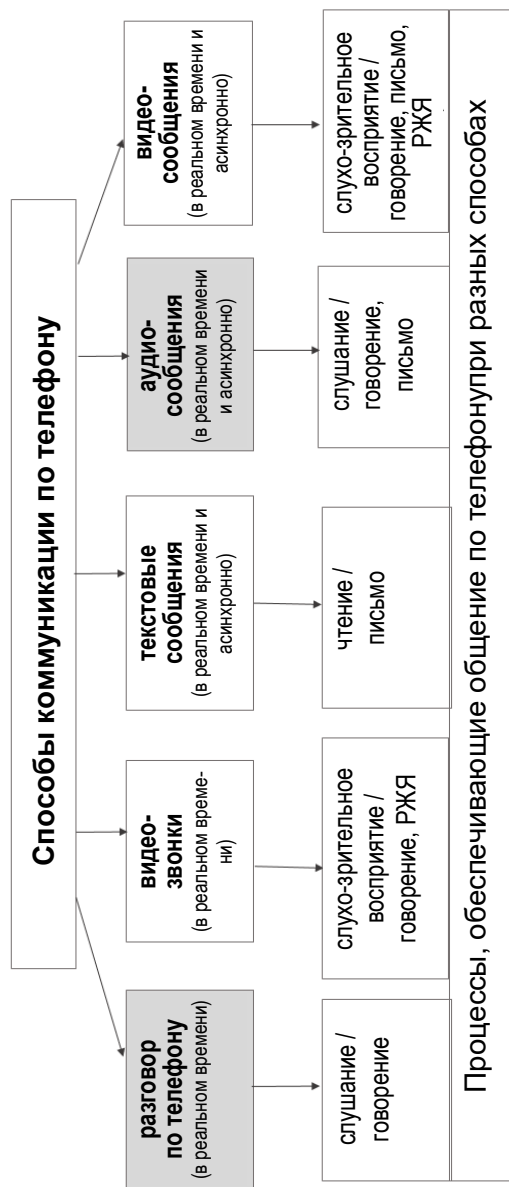 Способы коммуникации по телефону
разговор
по телефону
(в реальном времени)
видео-
звонки
(в реальном време-
ни)
текстовые
сообщения
(в реальном времени и
асинхронно)
аудио-
сообщения
(в реальном времени
и асинхронно)
видео-
сообщения
(в реальном времени и
асинхронно)
слушание /
говорение
слухо-зрительное
восприятие /
говорение, РЖЯ
чтение /
письмо
слушание /
говорение,
письмо
слухо-зрительное
восприятие /
говорение, письмо,
РЖЯ
Процессы, обеспечивающие общение по телефонупри разных способах